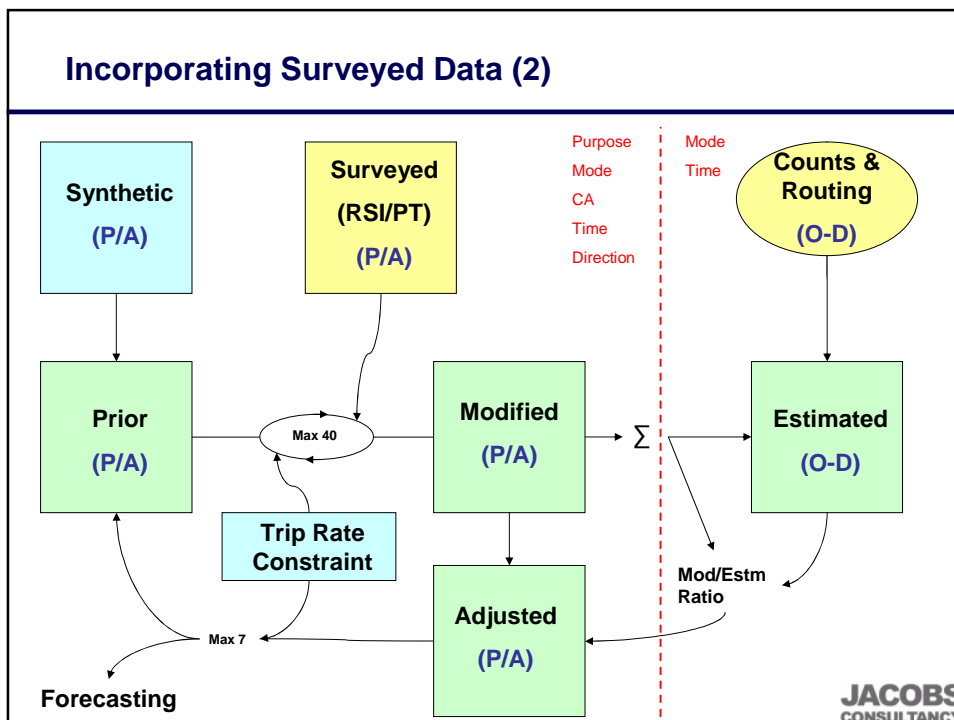 Incorporating Surveyed Data (2)
Synthetic
(P/A)
Surveyed
(RSI/PT)
(P/A)
Purpose
Mode
CA
Time
Direction
Mode
Time
Counts &
Routing
(O-D)
Prior
(P/A)
Max 40
Modified
(P/A)
Σ
Estimated
(O-D)
Trip Rate
Constraint
Mod/Estm
Ratio
Adjusted
(P/A)
Max 7
Forecasting
JACOBS
CONSULTANCY